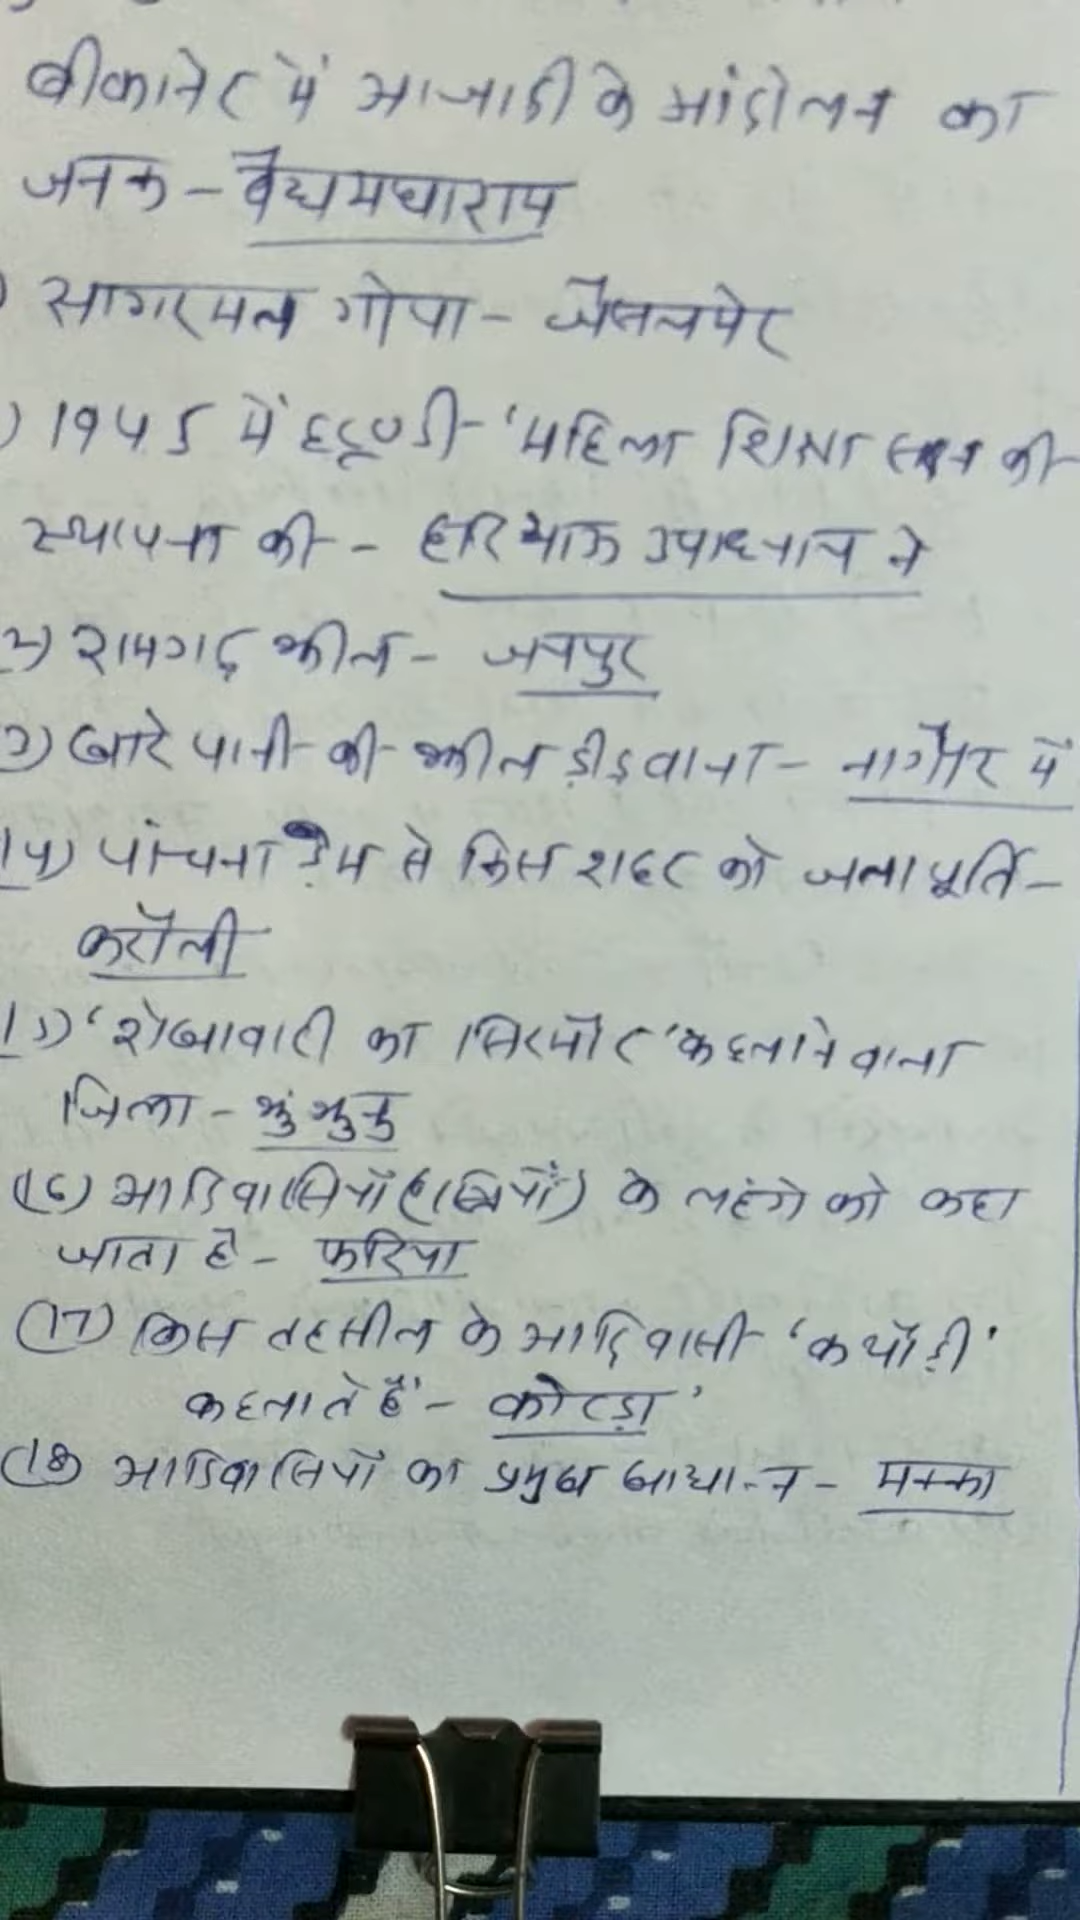 बीकानेर में आजादी के आंदोलन का
जनक - वैद्य मघाराम
सागरमल गोपा - जैसलमेर
) 1945 में हटूण्डी - 'महिला शिक्षा सदन की
स्थापना की - हरिभाऊ उपाध्याय ने
2) रामगढ़ झील - जयपुर
3) खारे पानी की झील डीडवाना - नागौर में
14) पांचना डैम से किस शहर को जलापूर्ति -
करौली
15) 'शेखावाटी का सिरमौर' कहलाने वाला
जिला - झुंझुनु
(16) आदिवासियों (स्त्रियों) के लहंगे को कहा
जाता है - फरिया
(17) किस तहसील के आदिवासी 'कथौड़ी'
कहलाते हैं' - कोटड़ा'
(18) आदिवासियों का प्रमुख खाद्यान्न - मक्का